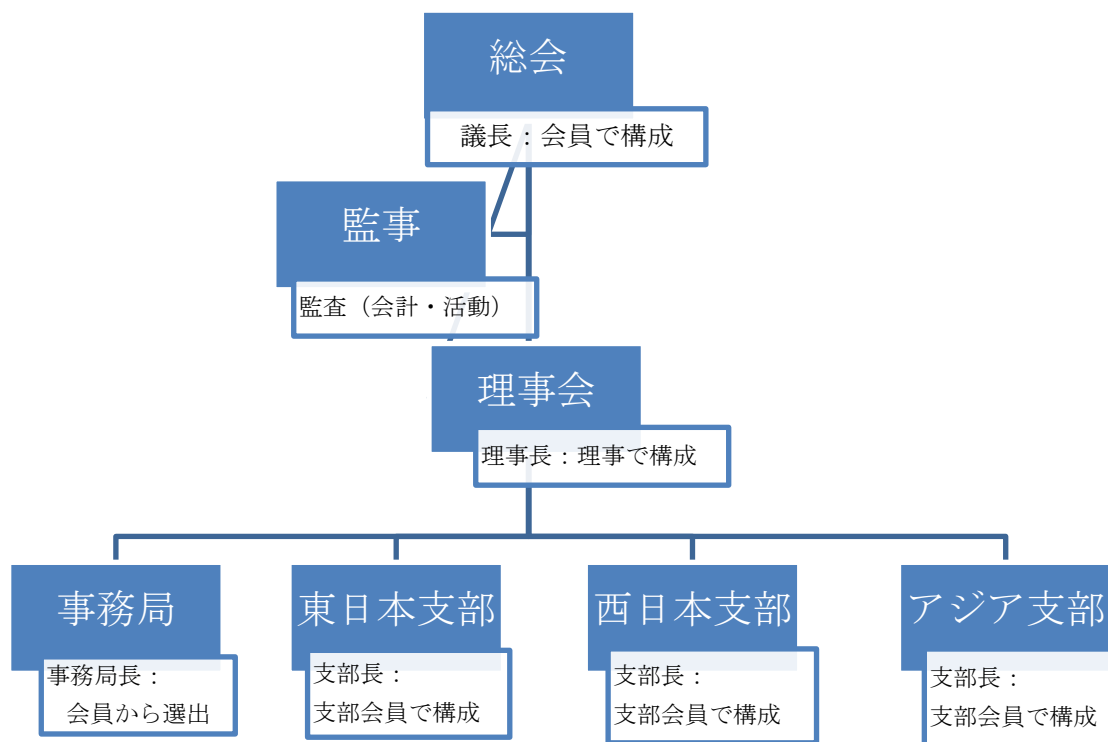 総会
議長：会員で構成
監事
監査（会計・活動）
理事会
理事長：理事で構成
事務局
事務局長：
会員から選出
東日本支部
支部長：
支部会員で構成
西日本支部
支部長：
支部会員で構成
アジア支部
支部長：
支部会員で構成